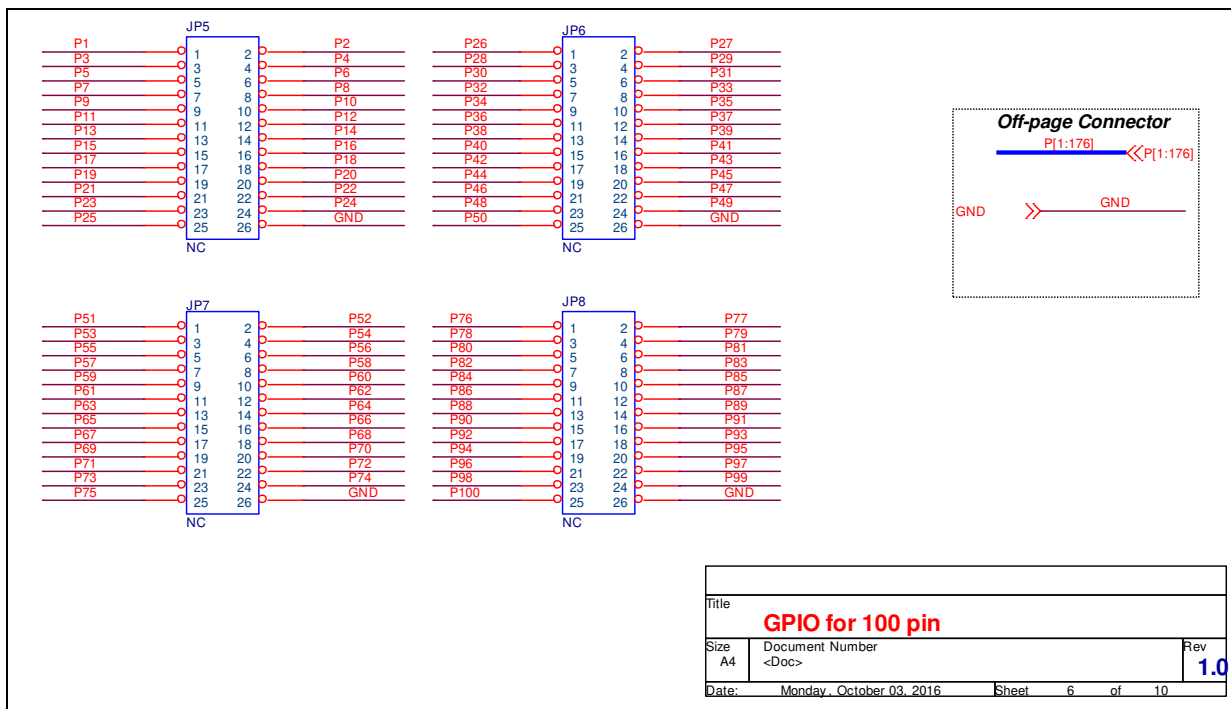 JP5
P1 1 2 P2
P3 3 4 P4
P5 5 6 P6
P7 7 8 P8
P9 9 10 P10
P11 11 12 P12
P13 13 14 P14
P15 15 16 P16
P17 17 18 P18
P19 19 20 P20
P21 21 22 P22
P23 23 24 P24
P25 25 26 GND
NC
JP6
P26 1 2 P27
P28 3 4 P29
P30 5 6 P31
P32 7 8 P33
P34 9 10 P35
P36 11 12 P37
P38 13 14 P39
P40 15 16 P41
P42 17 18 P43
P44 19 20 P45
P46 21 22 P47
P48 23 24 P49
P50 25 26 GND
NC
Off-page Connector
P[1:176] P[1:176]
GND GND
JP7
P51 1 2 P52
P53 3 4 P54
P55 5 6 P56
P57 7 8 P58
P59 9 10 P60
P61 11 12 P62
P63 13 14 P64
P65 15 16 P66
P67 17 18 P68
P69 19 20 P70
P71 21 22 P72
P73 23 24 P74
P75 25 26 GND
NC
JP8
P76 1 2 P77
P78 3 4 P79
P80 5 6 P81
P82 7 8 P83
P84 9 10 P85
P86 11 12 P87
P88 13 14 P89
P90 15 16 P91
P92 17 18 P93
P94 19 20 P95
P96 21 22 P97
P98 23 24 P99
P100 25 26 GND
NC
Title
GPIO for 100 pin
Size Document Number Rev
A4 <Doc> 1.0
Date: Monday, October 03, 2016 Sheet 6 of 10